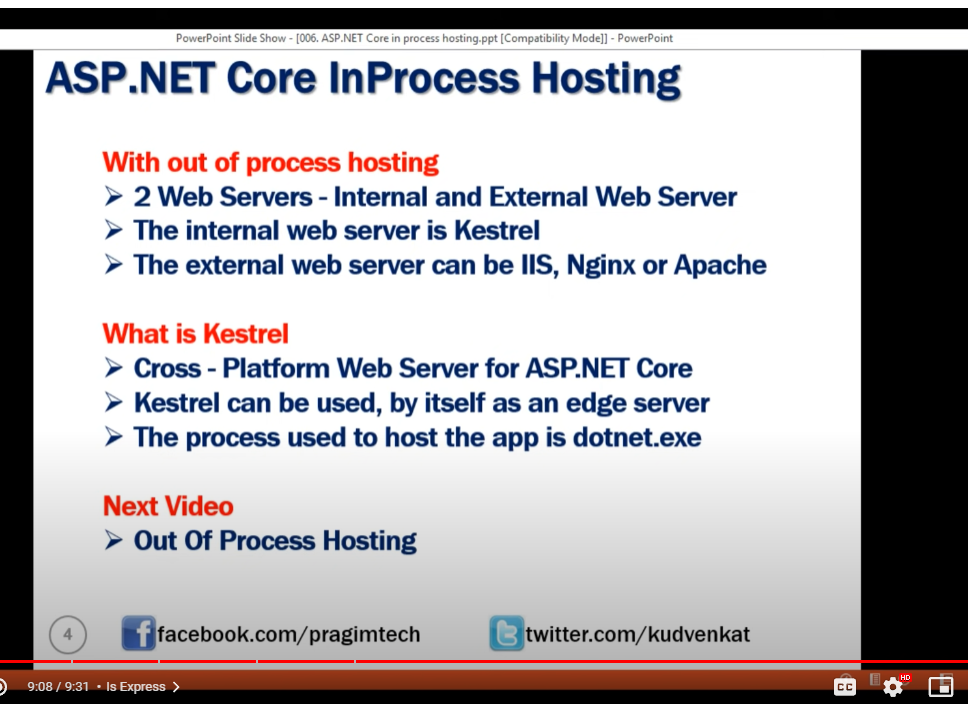 PowerPoint Slide Show - [006. ASP.NET Core in process hosting.ppt [Compatibility Mode]] - PowerPoint
ASP.NET Core InProcess Hosting
With out of process hosting
➢ 2 Web Servers - Internal and External Web Server
➢ The internal web server is Kestrel
➢ The external web server can be IIS, Nginx or Apache
What is Kestrel
➢ Cross - Platform Web Server for ASP.NET Core
➢ Kestrel can be used, by itself as an edge server
➢ The process used to host the app is dotnet.exe
Next Video
➢ Out Of Process Hosting
4 facebook.com/pragimtech twitter.com/kudvenkat
9:08 / 9:31 • Is Express > CC HD